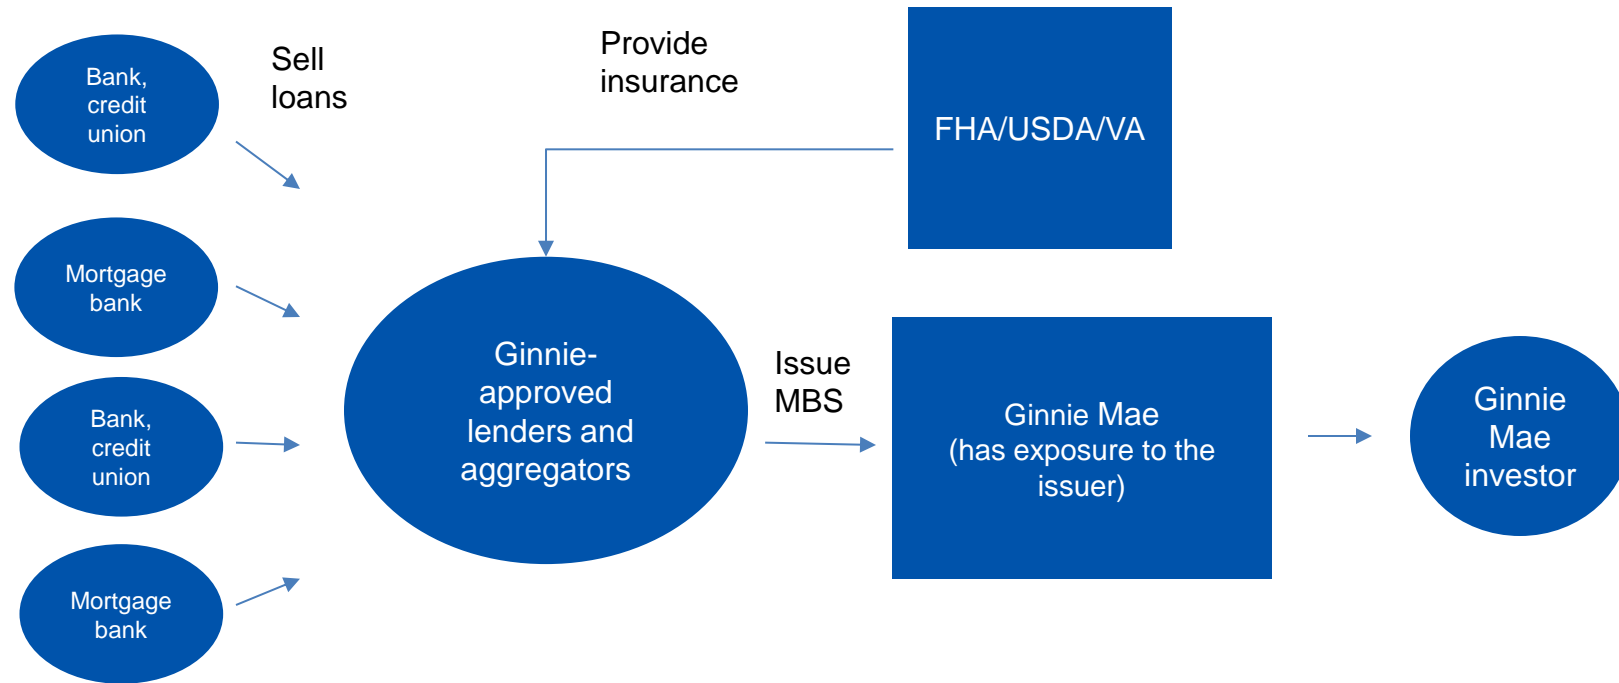 Bank,
credit
union
Sell
loans
Provide
insurance
FHA/USDA/VA
Mortgage
bank
Bank,
credit
union
Mortgage
bank
Ginnie-
approved
lenders and
aggregators
Issue
MBS
Ginnie Mae
(has exposure to the
issuer)
Ginnie
Mae
investor